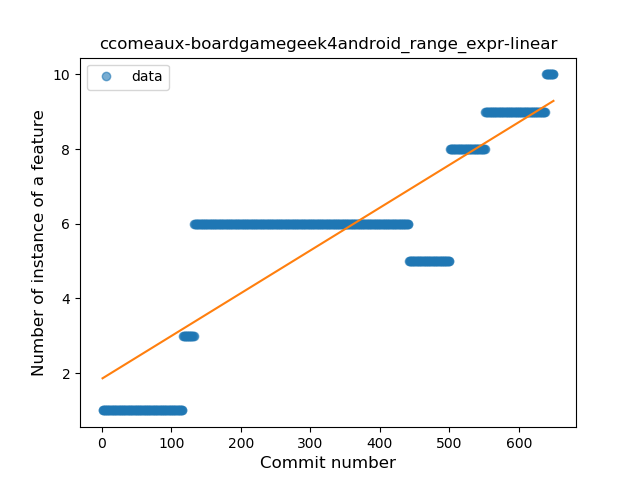 ccomeaux-boardgamegeek4android_range_expr-linear
data
Number of instance of a feature
10
8
6
4
2
0 100 200 300 400 500 600
Commit number